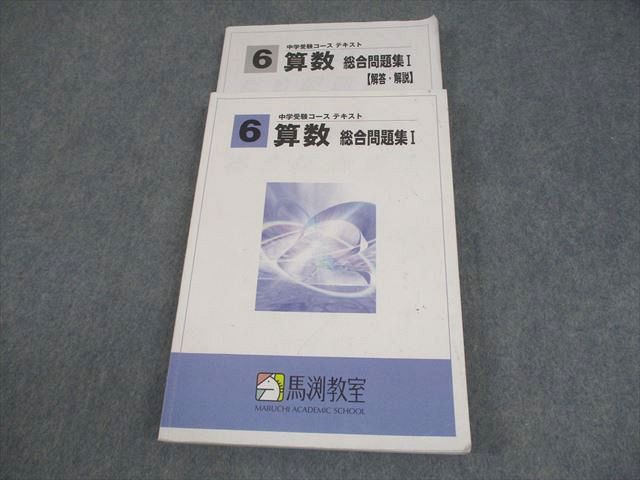 中学受験コース テキスト
6 算数 総合問題集Ⅰ
【解答・解説】
中学受験コース テキスト
6 算数 総合問題集Ⅰ
馬渕教室
MABUCHI ACADEMIC SCHOOL